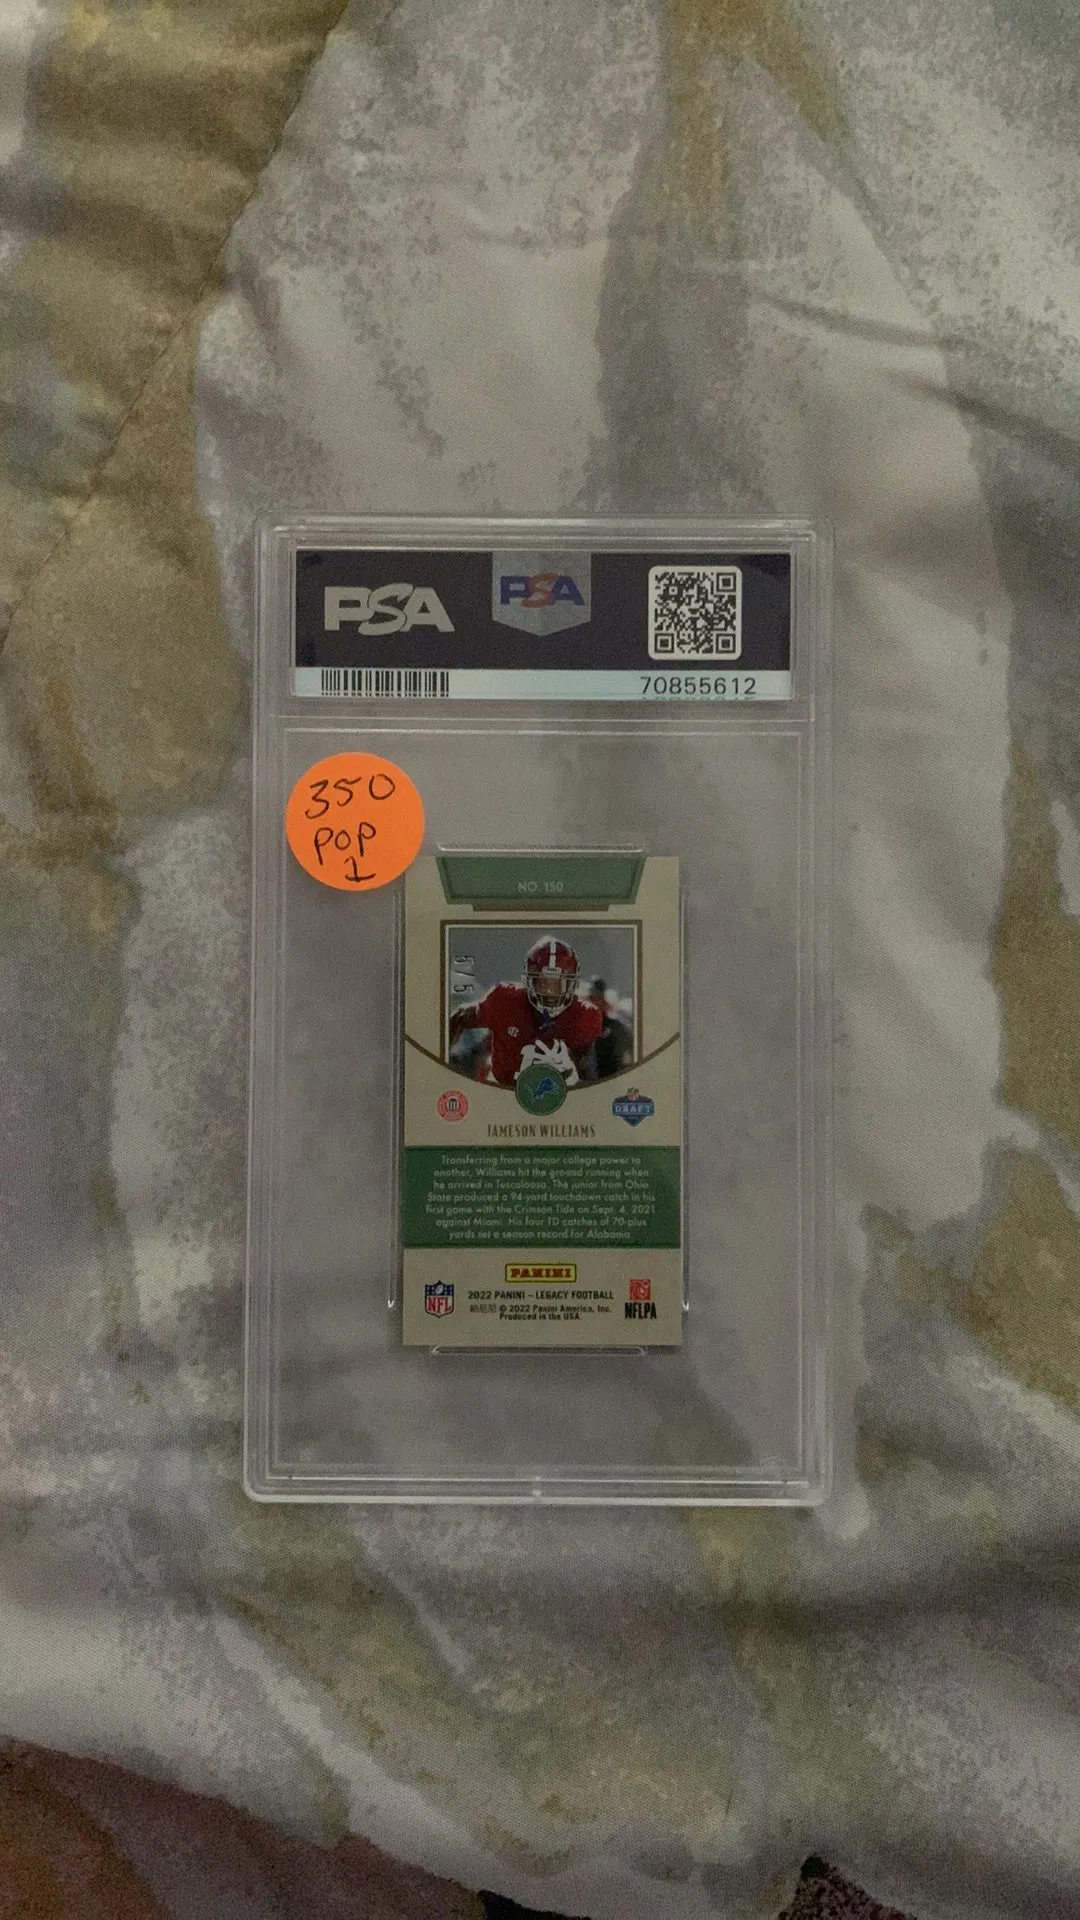 PSA
PSA
70855612
350
POP
1
NO. 150
5/5
JAMESON WILLIAMS
DRAFT
Transferring from a major college power to
another, Williams hit the ground running when
he arrived in Tuscaloosa. The junior from Ohio
State produced a 94-yard touchdown catch in his
first game with the Crimson Tide on Sept. 4, 2021
against Miami. His four TD catches of 70-plus
yards set a season record for Alabama.
PANINI
NFL
2022 PANINI – LEGACY FOOTBALL
© 2022 Panini America, Inc.
Produced in the USA.
NFLPA